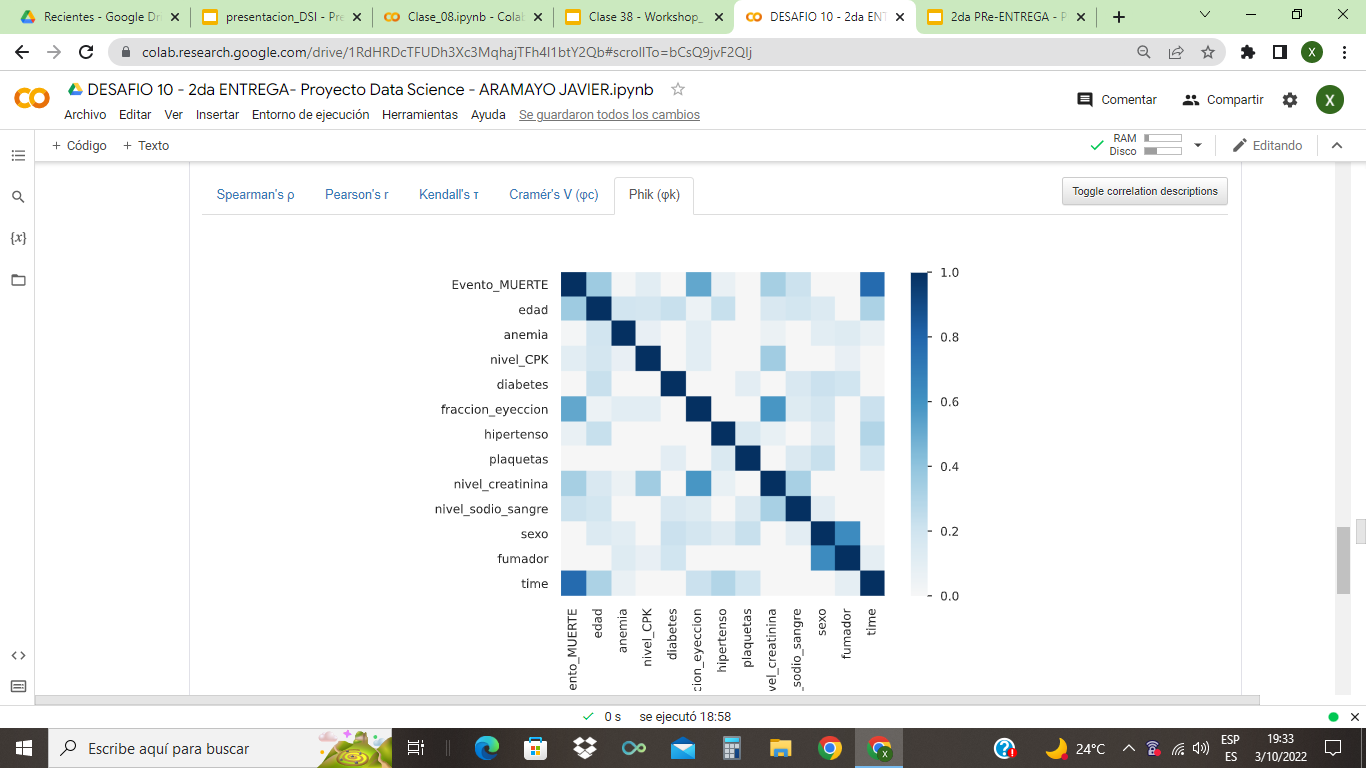 Recientes - Google Dr
presentacion_DSI - Pre
Clase_08.ipynb - Colab
Clase 38 - Workshop_
DESAFIO 10 - 2da ENT
2da PRe-ENTREGA - P
colab.research.google.com/drive/1RdHRDcTFUDh3Xc3MqhajTFh4I1btY2Qb#scrollTo=bCsQ9jvF2QIj
X
DESAFIO 10 - 2da ENTREGA- Proyecto Data Science - ARAMAYO JAVIER.ipynb
Archivo Editar Ver Insertar Entorno de ejecución Herramientas Ayuda Se guardaron todos los cambios
Comentar
Compartir
X
+ Código + Texto
RAM
Disco
Editando
{x}
Spearman's ρ
Pearson's r
Kendall's τ
Cramér's V (φc)
Phik (φk)
Toggle correlation descriptions
Evento_MUERTE
edad
anemia
nivel_CPK
diabetes
fraccion_eyeccion
hipertenso
plaquetas
nivel_creatinina
nivel_sodio_sangre
sexo
fumador
time
1.0
0.8
0.6
0.4
0.2
0.0
ento_MUERTE
edad
anemia
nivel_CPK
diabetes
cion_eyeccion
hipertenso
plaquetas
vel_creatinina
_sodio_sangre
sexo
fumador
time
0 s se ejecutó 18:58
Escribe aquí para buscar
24°C
ESP
ES
19:33
3/10/2022